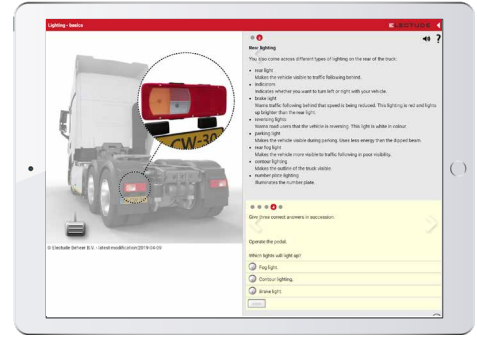 Lighting - basics
ELECTUDE
?
Rear lighting
You also come across different types of lighting on the rear of the truck:
• rear light
Makes the vehicle visible to traffic following behind.
• indicators
Indicates whether you want to turn left or right with your vehicle.
• brake light
Warns traffic following behind that speed is being reduced. This lighting is red and lights
up brighter than the rear light.
• reversing lights
Warns road users that the vehicle is reversing. This light is white in colour.
• parking light
Makes the vehicle visible during parking. Uses less energy than the dipped beam.
• rear fog light
Makes the vehicle more visible to traffic following in poor visibility.
• contour lighting
Makes the outline of the truck visible.
• number plate lighting
Illuminates the number plate.
CW-30
© Electude Beheer B.V. - latest modification 2019-04-09
Give three correct answers in succession.
Operate the pedal.
Which lights will light up?
Fog light.
Contour lighting.
Brake light.